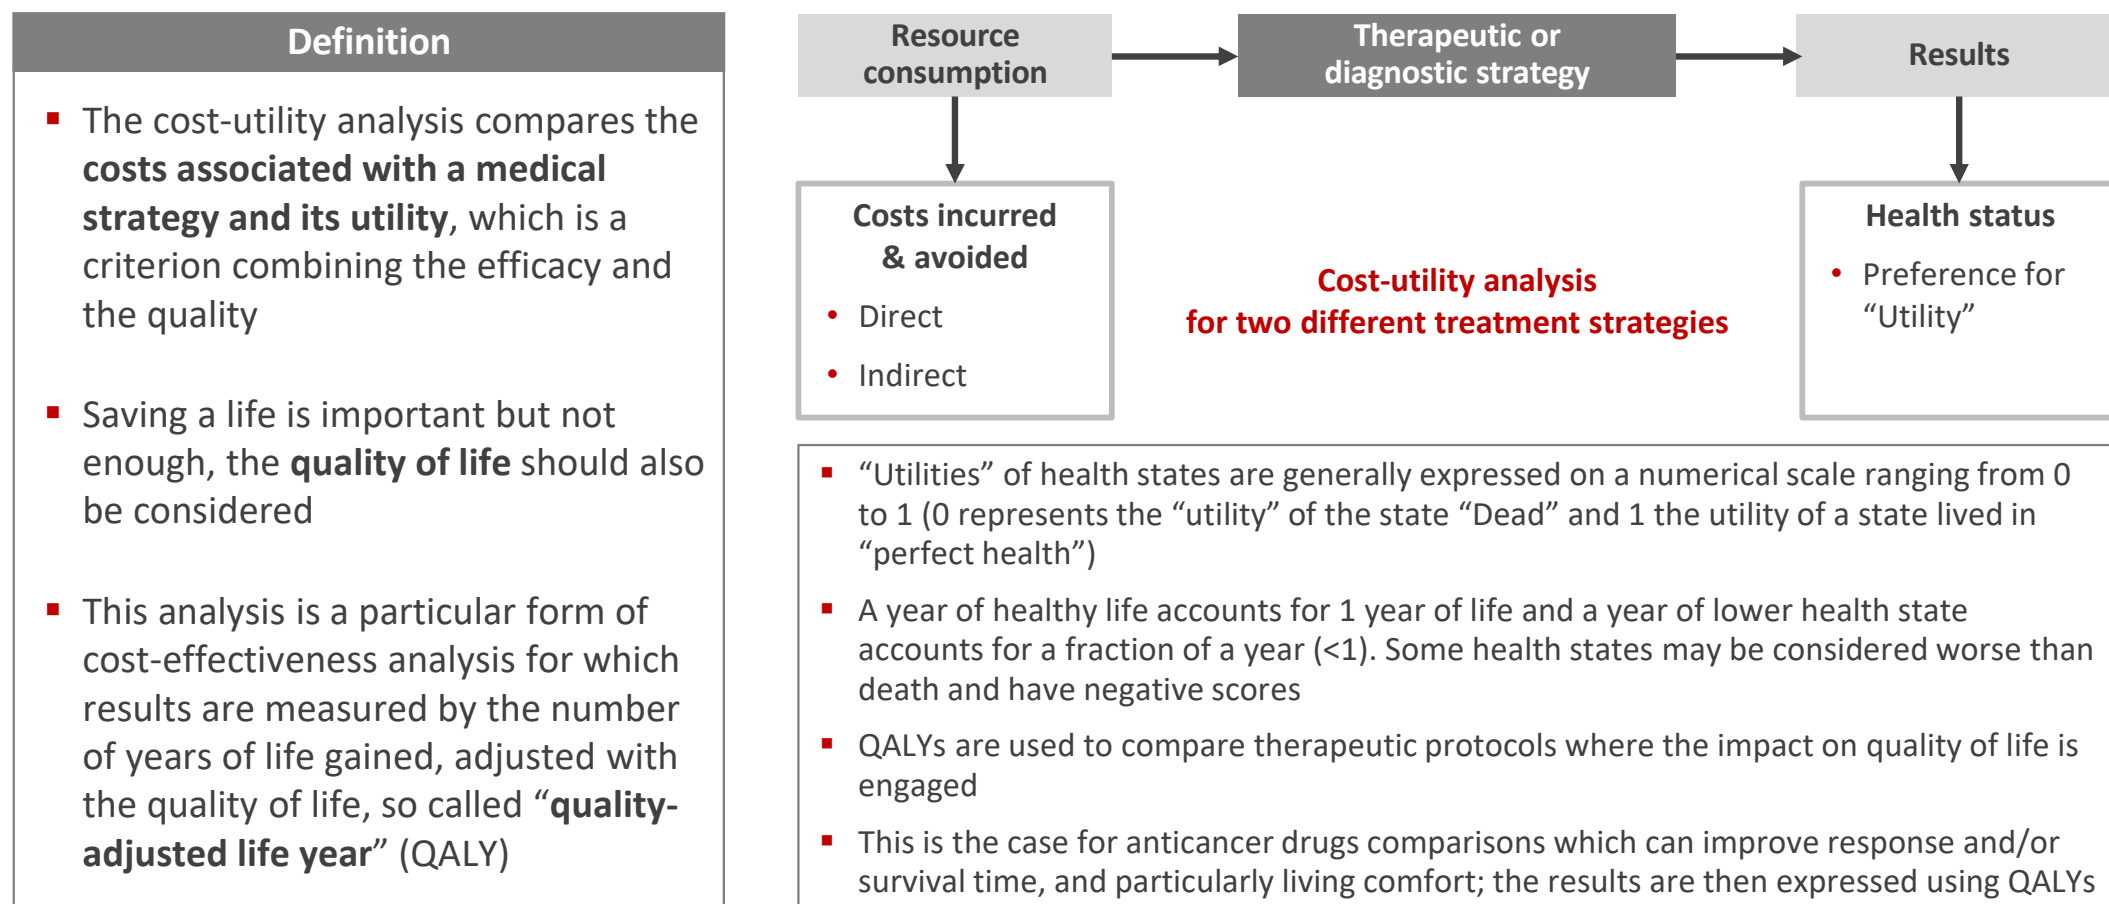 Definition
▪ The cost-utility analysis compares the
costs associated with a medical
strategy and its utility, which is a
criterion combining the efficacy and
the quality
▪ Saving a life is important but not
enough, the quality of life should also
be considered
▪ This analysis is a particular form of
cost-effectiveness analysis for which
results are measured by the number
of years of life gained, adjusted with
the quality of life, so called “quality-
adjusted life year” (QALY)
Resource
consumption
Therapeutic or
diagnostic strategy
Results
Costs incurred
& avoided
• Direct
• Indirect
Cost-utility analysis
for two different treatment strategies
Health status
• Preference for
“Utility”
▪ “Utilities” of health states are generally expressed on a numerical scale ranging from 0
to 1 (0 represents the “utility” of the state “Dead” and 1 the utility of a state lived in
“perfect health”)
▪ A year of healthy life accounts for 1 year of life and a year of lower health state
accounts for a fraction of a year (<1). Some health states may be considered worse than
death and have negative scores
▪ QALYs are used to compare therapeutic protocols where the impact on quality of life is
engaged
▪ This is the case for anticancer drugs comparisons which can improve response and/or
survival time, and particularly living comfort; the results are then expressed using QALYs